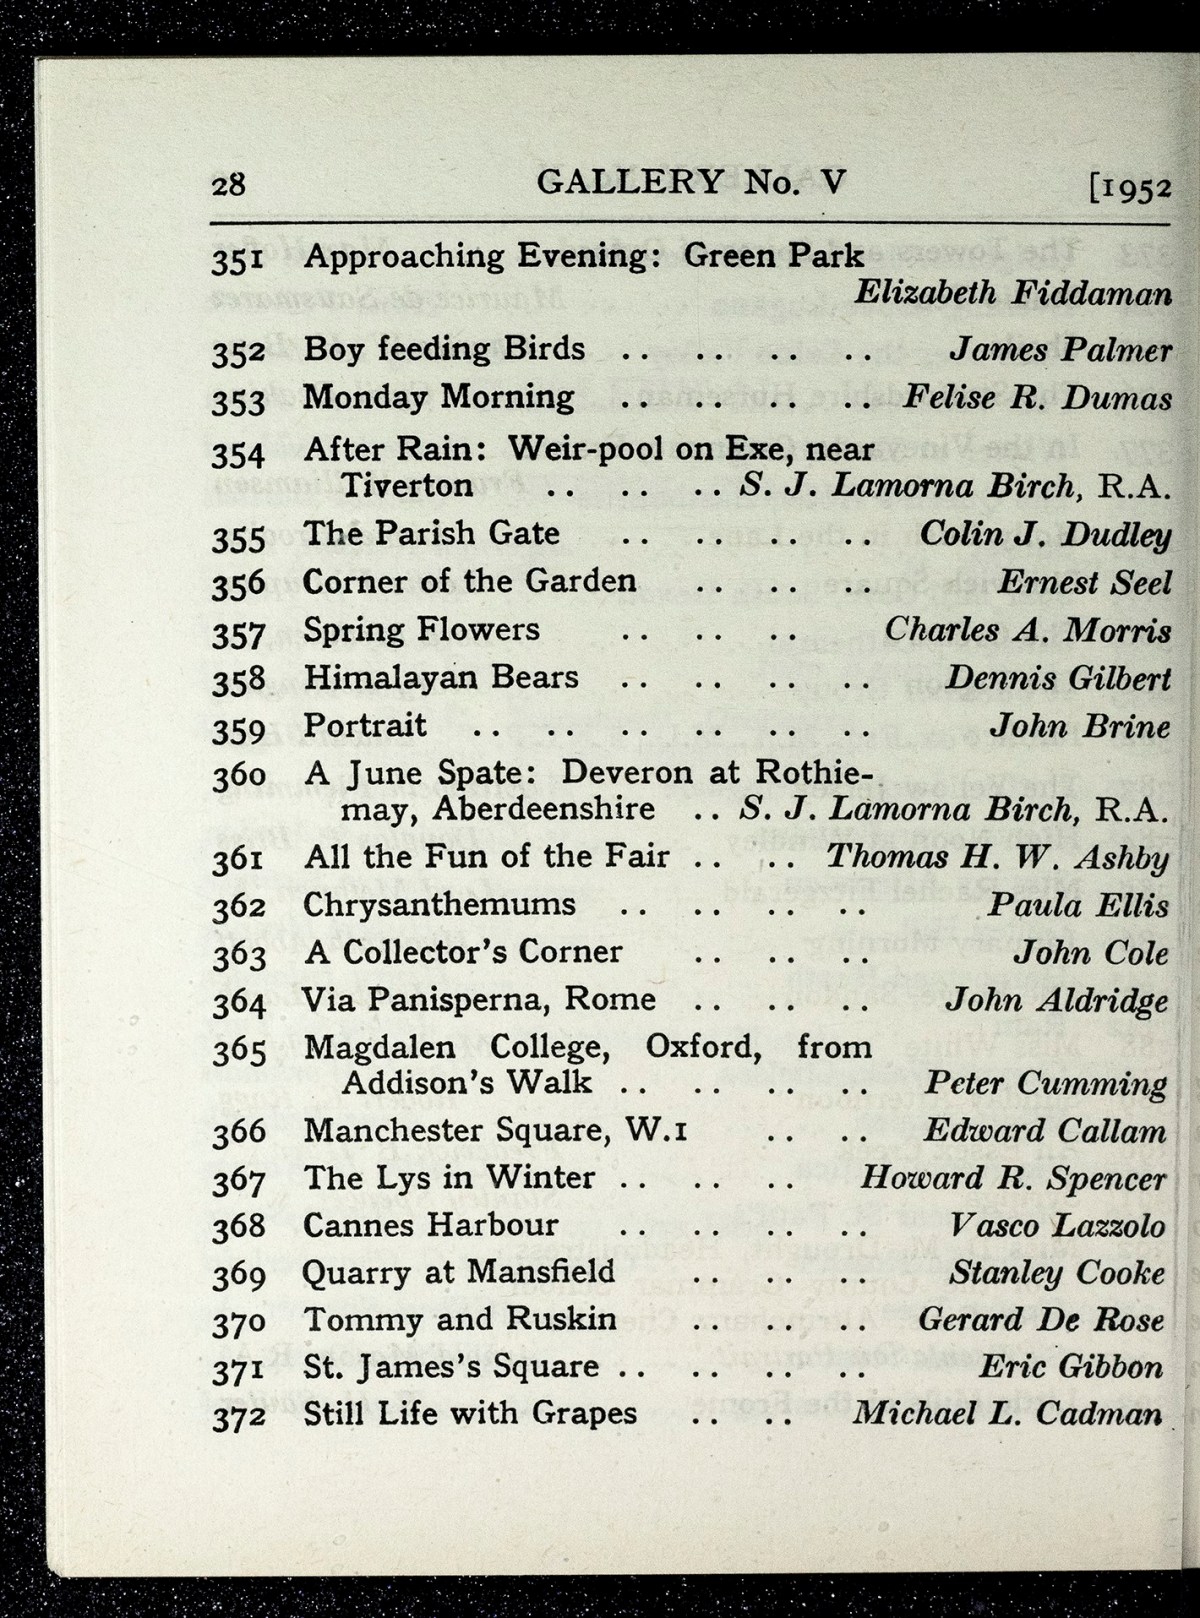 28 GALLERY No. V [1952
351 Approaching Evening: Green Park
Elizabeth Fiddaman
352 Boy feeding Birds .. .. .. .. James Palmer
353 Monday Morning .. .. .. .. Felise R. Dumas
354 After Rain: Weir-pool on Exe, near
Tiverton .. .. .. S. J. Lamorna Birch, R.A.
355 The Parish Gate .. .. .. .. Colin J. Dudley
356 Corner of the Garden .. .. .. Ernest Seel
357 Spring Flowers .. .. .. Charles A. Morris
358 Himalayan Bears .. .. .. .. Dennis Gilbert
359 Portrait .. .. .. .. .. .. John Brine
360 A June Spate: Deveron at Rothie-
may, Aberdeenshire .. S. J. Lamorna Birch, R.A.
361 All the Fun of the Fair .. .. Thomas H. W. Ashby
362 Chrysanthemums .. .. .. .. Paula Ellis
363 A Collector's Corner .. .. .. John Cole
364 Via Panisperna, Rome .. .. .. John Aldridge
365 Magdalen College, Oxford, from
Addison's Walk .. .. .. .. Peter Cumming
366 Manchester Square, W.1 .. .. Edward Callam
367 The Lys in Winter .. .. .. Howard R. Spencer
368 Cannes Harbour .. .. .. .. Vasco Lazzolo
369 Quarry at Mansfield .. .. .. Stanley Cooke
370 Tommy and Ruskin .. .. .. Gerard De Rose
371 St. James's Square .. .. .. .. Eric Gibbon
372 Still Life with Grapes .. .. Michael L. Cadman